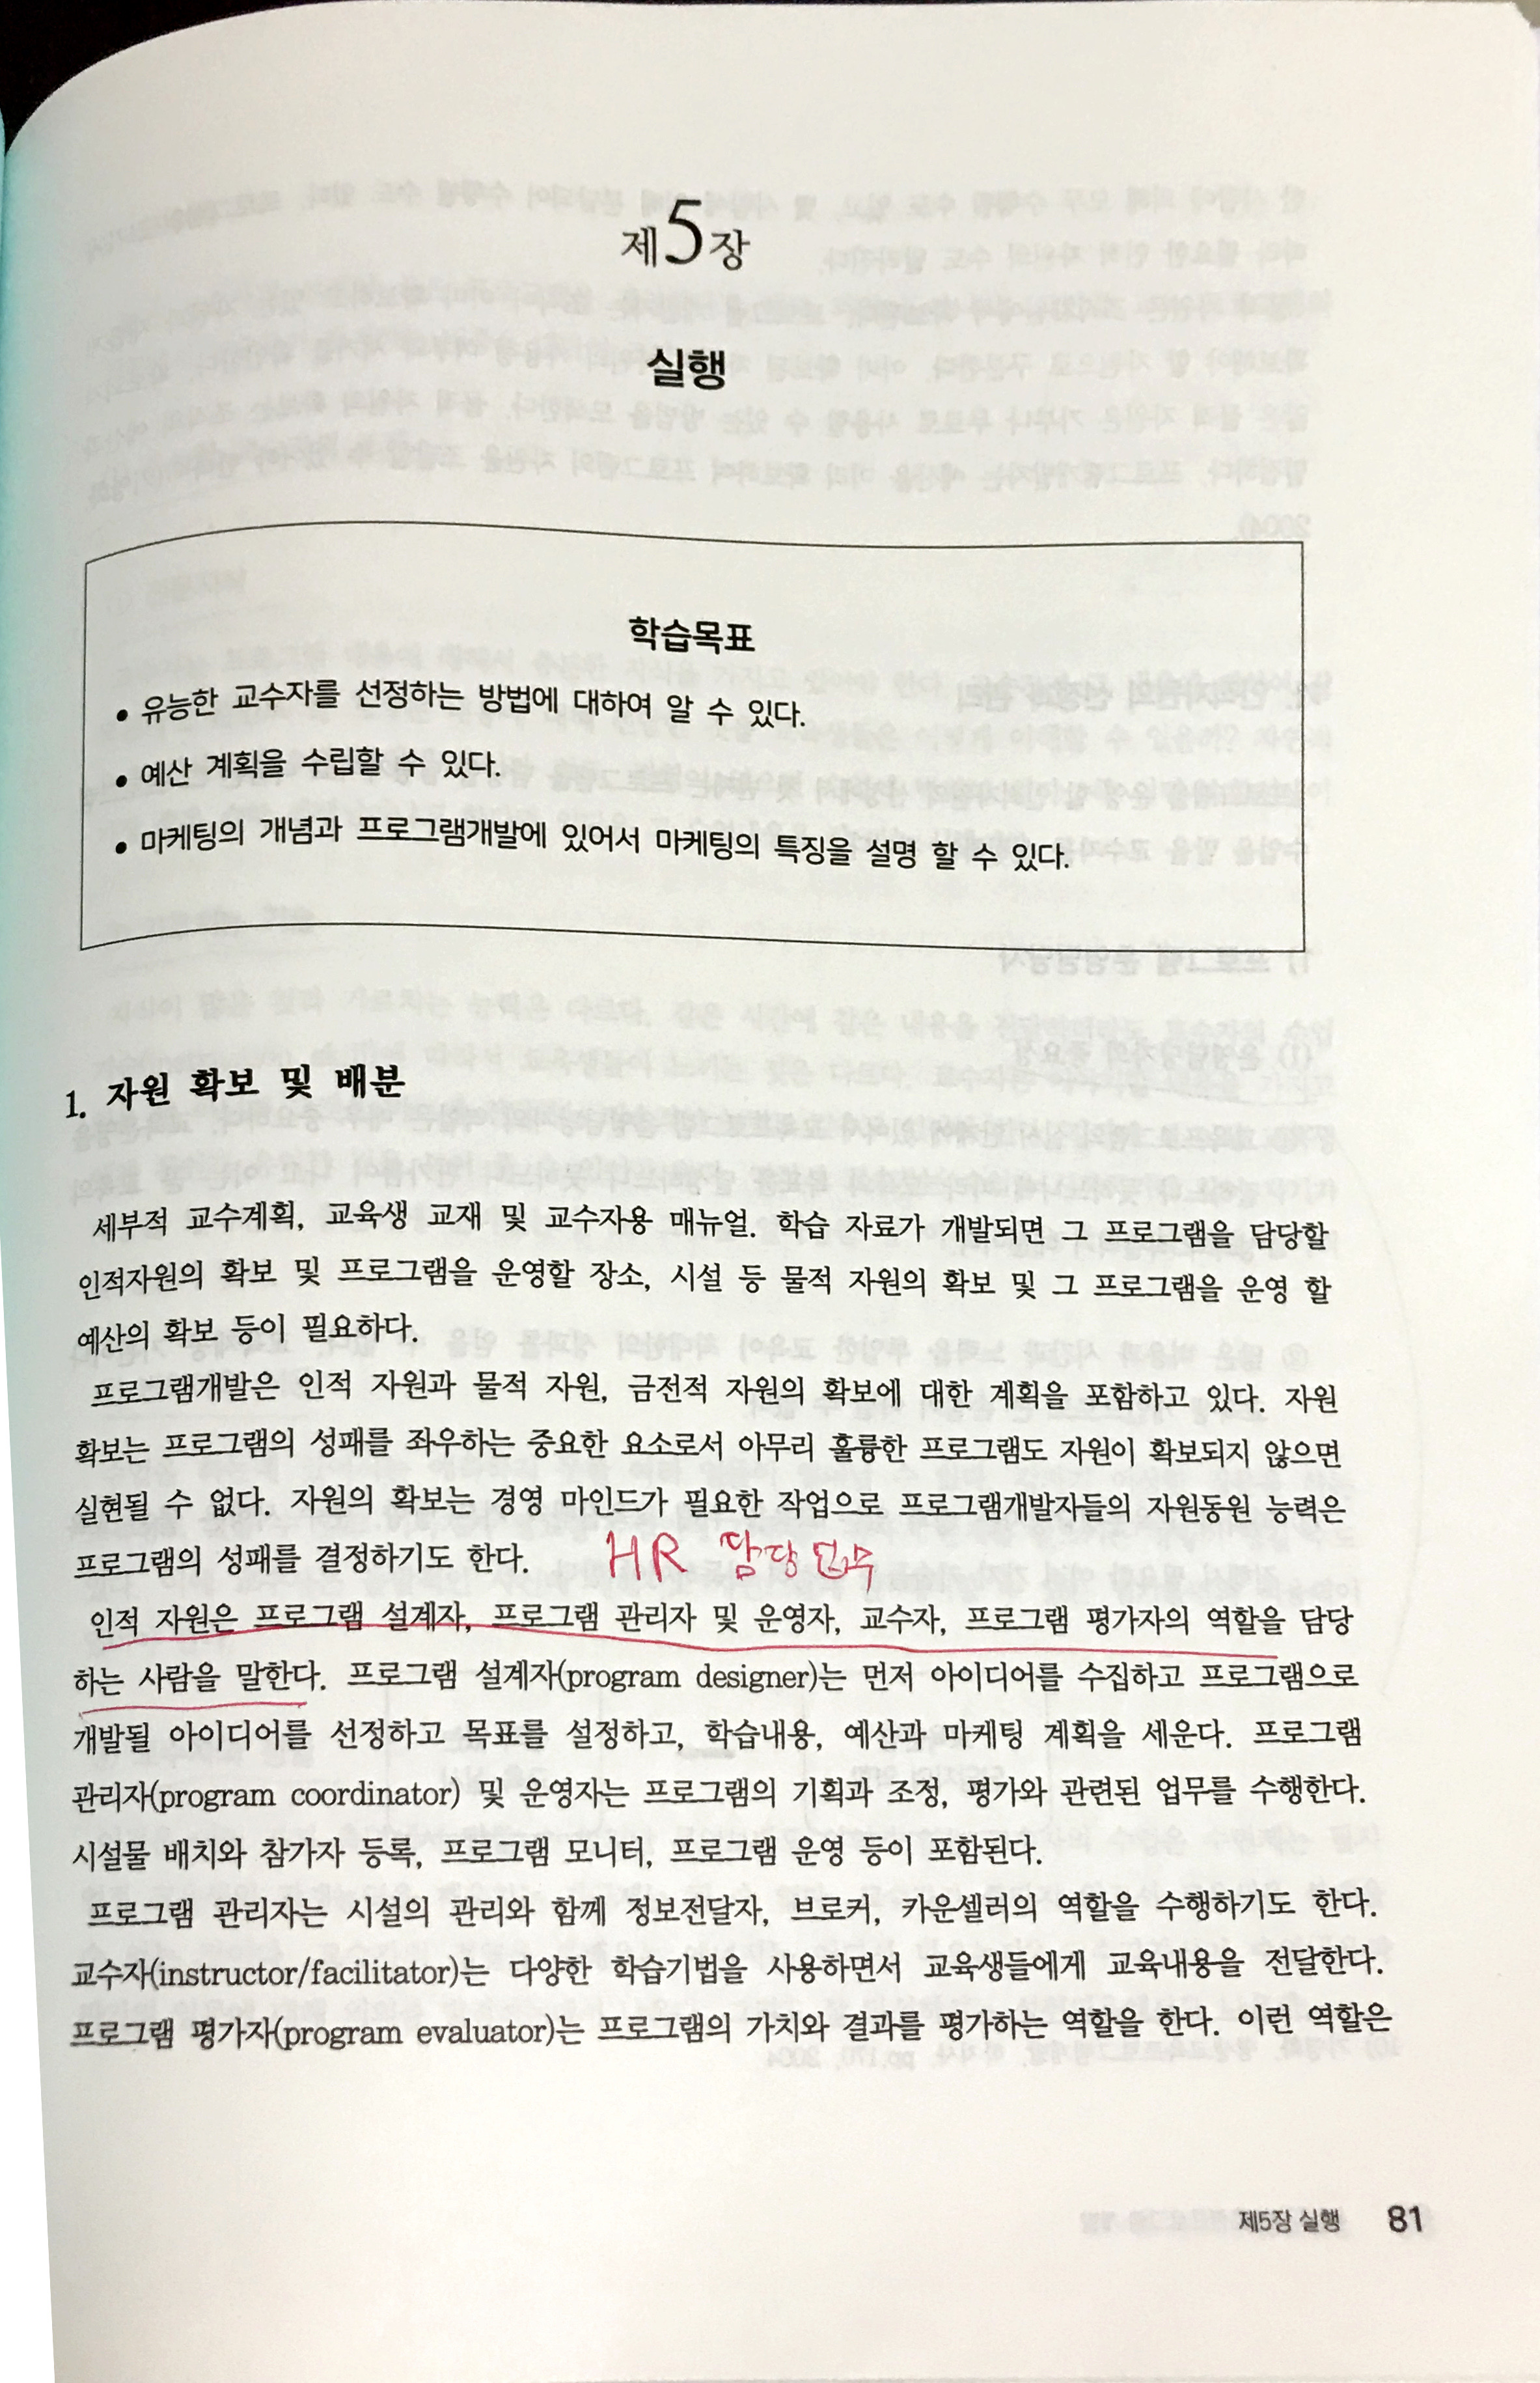 제5장
실행
학습목표
• 유능한 교수자를 선정하는 방법에 대하여 알 수 있다.
• 예산 계획을 수립할 수 있다.
• 마케팅의 개념과 프로그램개발에 있어서 마케팅의 특징을 설명 할 수 있다.
1. 자원 확보 및 배분
세부적 교수계획, 교육생 교재 및 교수자용 매뉴얼. 학습 자료가 개발되면 그 프로그램을 담당할
인적자원의 확보 및 프로그램을 운영할 장소, 시설 등 물적 자원의 확보 및 그 프로그램을 운영 할
예산의 확보 등이 필요하다.
프로그램개발은 인적 자원과 물적 자원, 금전적 자원의 확보에 대한 계획을 포함하고 있다. 자원
확보는 프로그램의 성패를 좌우하는 중요한 요소로서 아무리 훌륭한 프로그램도 자원이 확보되지 않으면
실현될 수 없다. 자원의 확보는 경영 마인드가 필요한 작업으로 프로그램개발자들의 자원동원 능력은
프로그램의 성패를 결정하기도 한다. HR 담당
인적 자원은 프로그램 설계자, 프로그램 관리자 및 운영자, 교수자, 프로그램 평가자의 역할을 담당
하는 사람을 말한다. 프로그램 설계자(program designer)는 먼저 아이디어를 수집하고 프로그램으로
개발될 아이디어를 선정하고 목표를 설정하고, 학습내용, 예산과 마케팅 계획을 세운다. 프로그램
관리자(program coordinator) 및 운영자는 프로그램의 기획과 조정, 평가와 관련된 업무를 수행한다.
시설물 배치와 참가자 등록, 프로그램 모니터, 프로그램 운영 등이 포함된다.
프로그램 관리자는 시설의 관리와 함께 정보전달자, 브로커, 카운셀러의 역할을 수행하기도 한다.
교수자(instructor/facilitator)는 다양한 학습기법을 사용하면서 교육생들에게 교육내용을 전달한다.
프로그램 평가자(program evaluator)는 프로그램의 가치와 결과를 평가하는 역할을 한다. 이런 역할은
제5장 실행 81